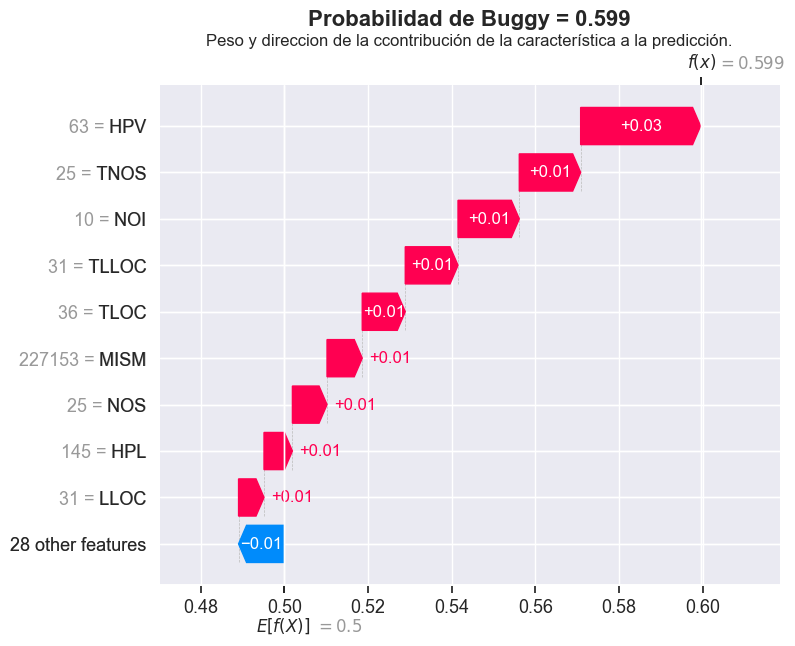 Probabilidad de Buggy = 0.599
Peso y direccion de la ccontribución de la característica a la predicción.
f(x) = 0.599
63 = HPV +0.03
25 = TNOS +0.01
10 = NOI +0.01
31 = TLLOC +0.01
36 = TLOC +0.01
227153 = MISM +0.01
25 = NOS +0.01
145 = HPL +0.01
31 = LLOC +0.01
28 other features −0.01
0.48 0.50 0.52 0.54 0.56 0.58 0.60
E[f(X)] = 0.5